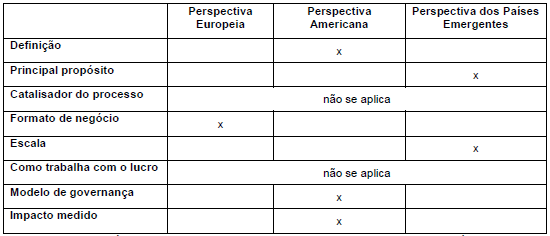 Perspectiva Europeia
Perspectiva Americana
Perspectiva dos Países Emergentes
Definição
x
Principal propósito
x
Catalisador do processo
não se aplica
Formato de negócio
x
Escala
x
Como trabalha com o lucro
não se aplica
Modelo de governança
x
Impacto medido
x